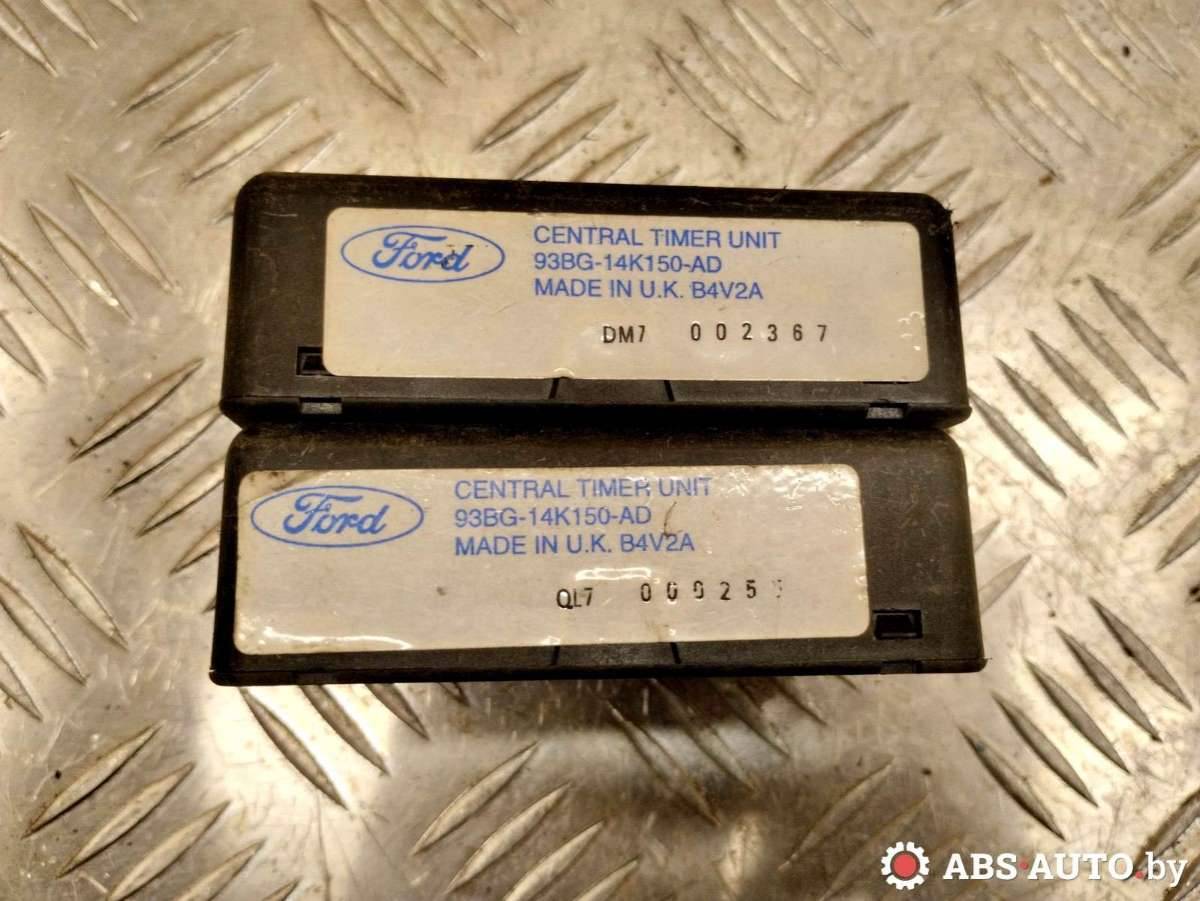 Ford
CENTRAL TIMER UNIT
93BG-14K150-AD
MADE IN U.K. B4V2A
DM7 002367
Ford
CENTRAL TIMER UNIT
93BG-14K150-AD
MADE IN U.K. B4V2A
QL7
ABS·AUTO.by